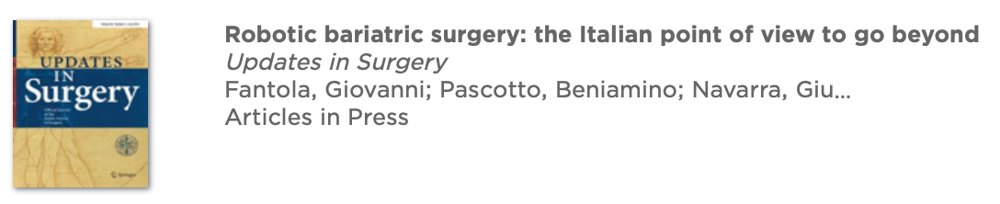 UPDATES
IN
Surgery
Springer
Robotic bariatric surgery: the Italian point of view to go beyond
Updates in Surgery
Fantola, Giovanni; Pascotto, Beniamino; Navarra, Giu...
Articles in Press